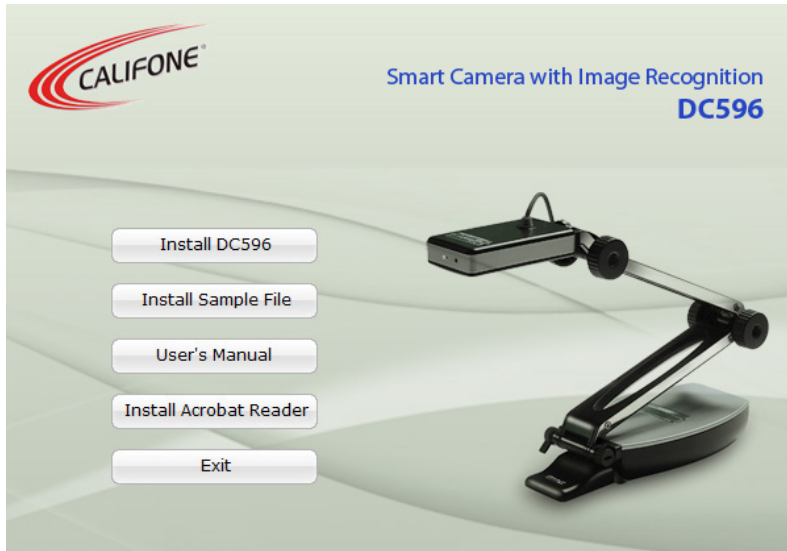 CALIFONE®
Smart Camera with Image Recognition
DC596
Install DC596
Install Sample File
User's Manual
Install Acrobat Reader
Exit